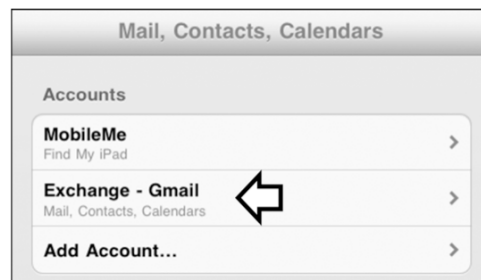 Mail, Contacts, Calendars
Accounts
MobileMe
Find My iPad
Exchange - Gmail
Mail, Contacts, Calendars
Add Account...